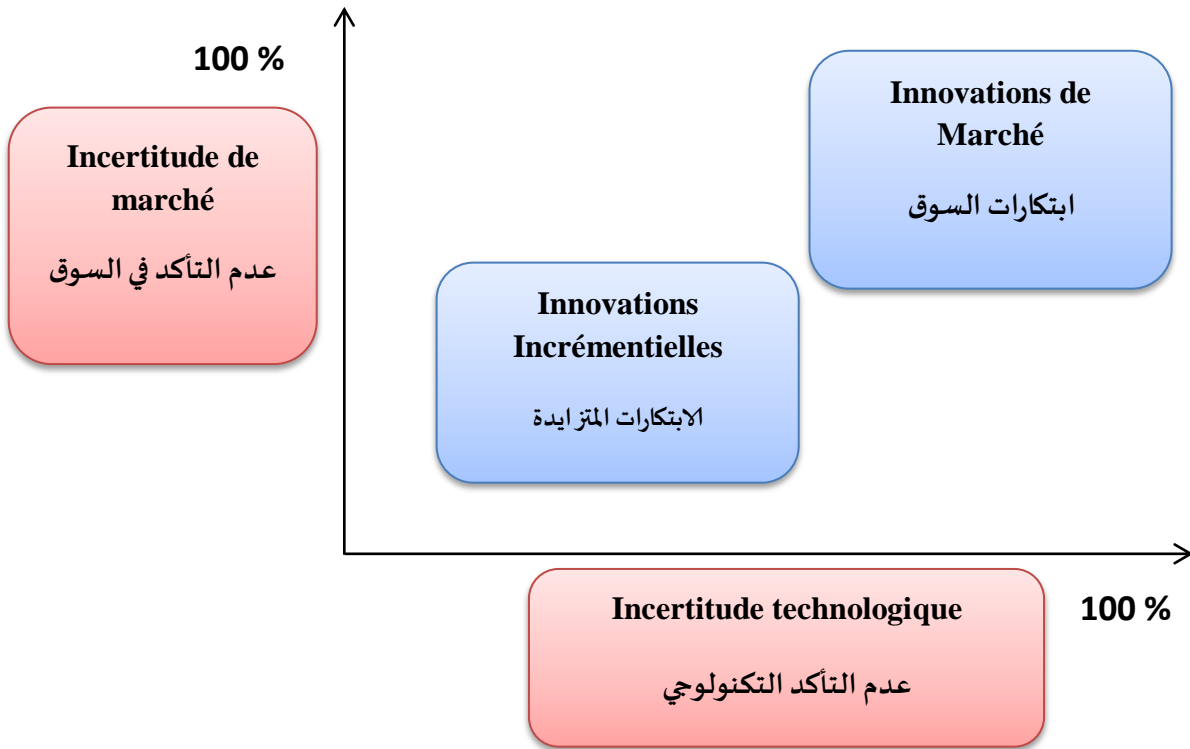 100 %
Incertitude de
marché
عدم التأكد في السوق
Innovations de
Marché
ابتكارات السوق
Innovations
Incrémentielles
الابتكارات المتزايدة
Incertitude technologique
عدم التأكد التكنولوجي
100 %